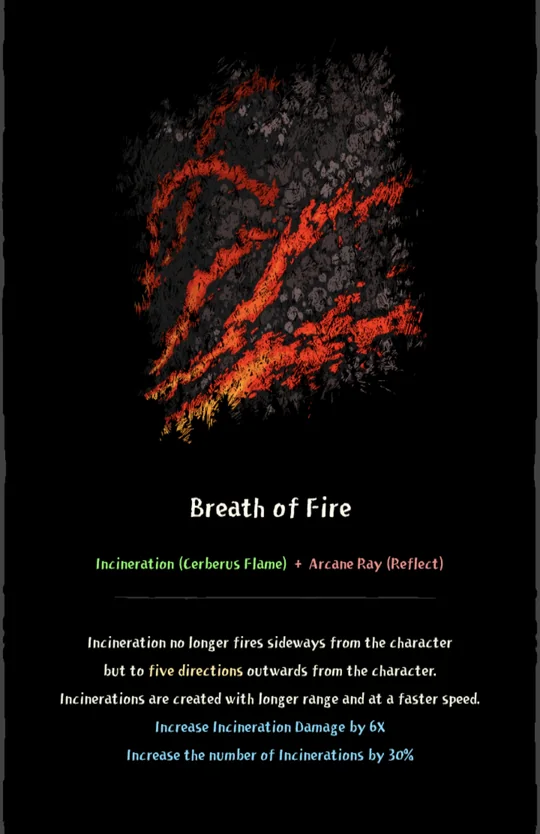 Breath of Fire
Incineration (Cerberus Flame) + Arcane Ray (Reflect)
Incineration no longer fires sideways from the character
but to five directions outwards from the character.
Incinerations are created with longer range and at a faster speed.
Increase Incineration Damage by 6X
Increase the number of Incinerations by 30%